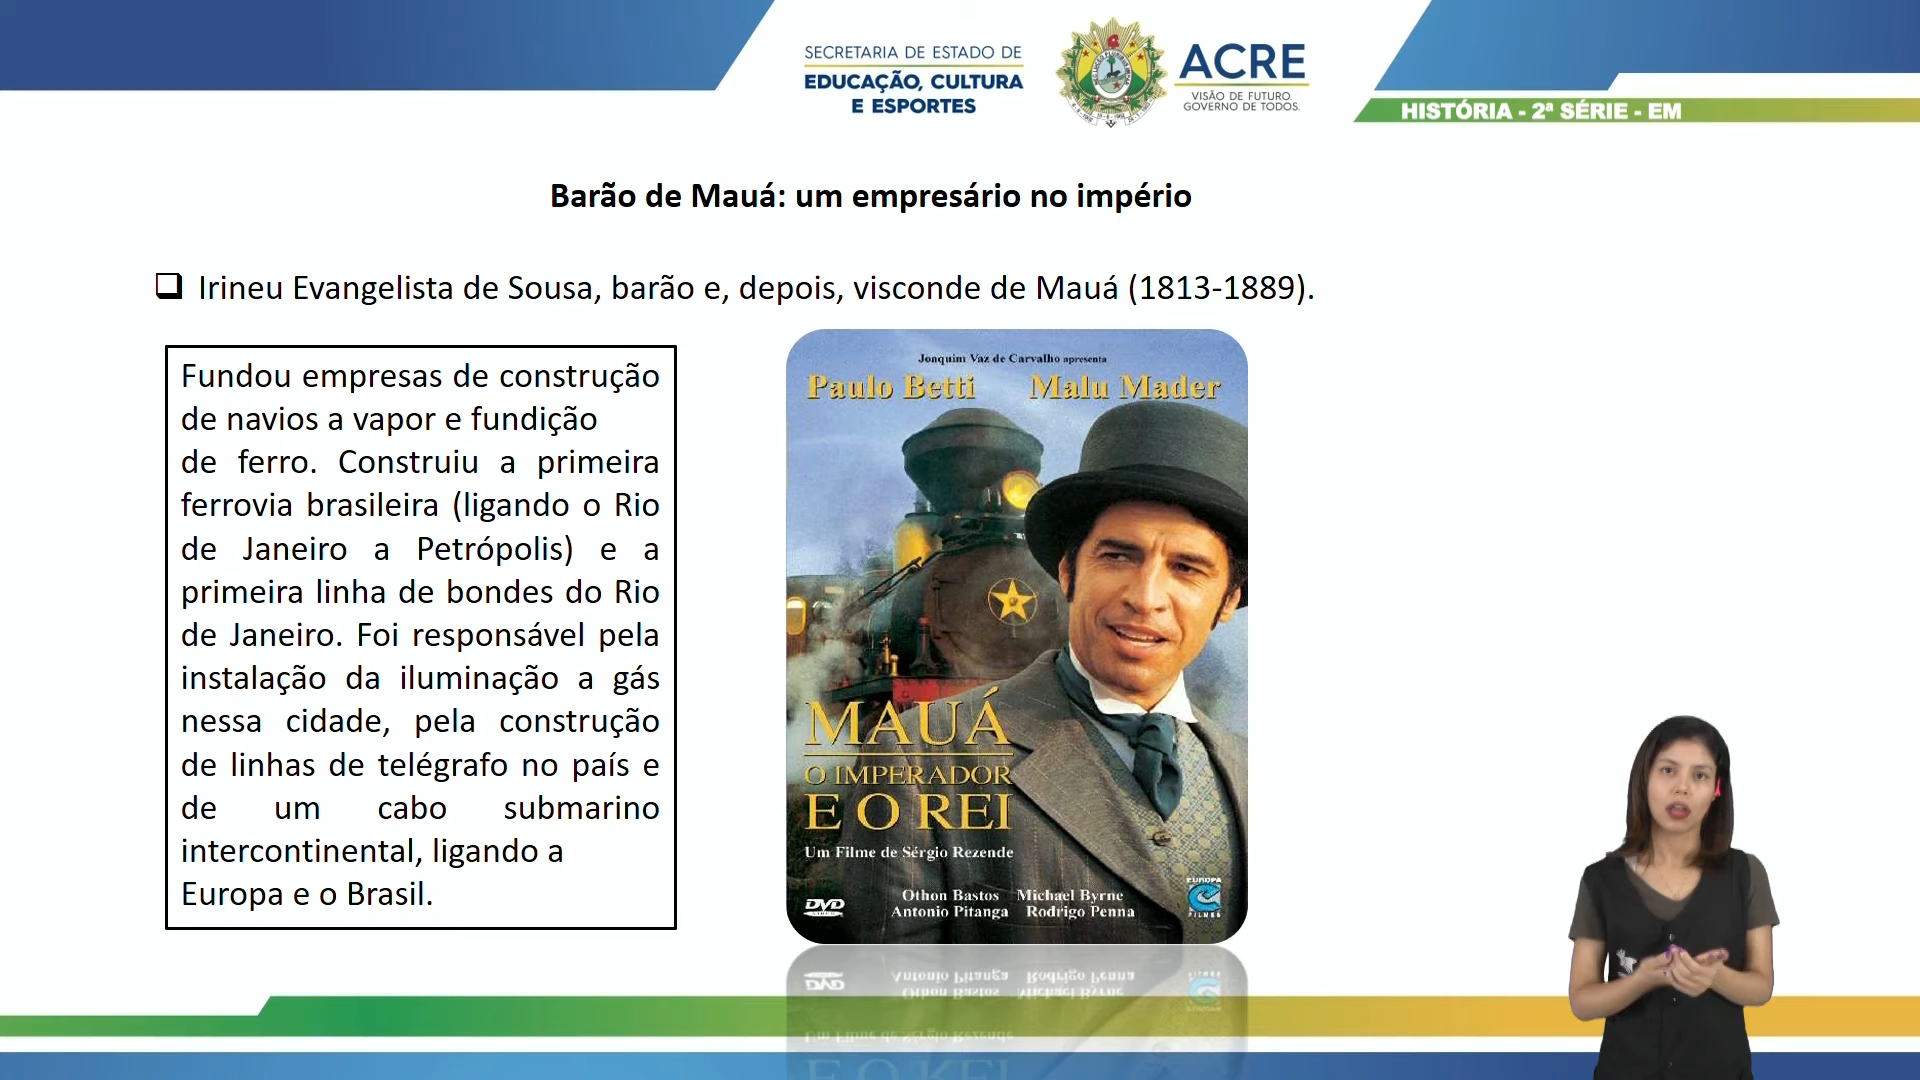 SECRETARIA DE ESTADO DE
EDUCAÇÃO, CULTURA
E ESPORTES
ACRE
VISÃO DE FUTURO.
GOVERNO DE TODOS.
HISTÓRIA - 2ª SÉRIE - EM
Barão de Mauá: um empresário no império
❑ Irineu Evangelista de Sousa, barão e, depois, visconde de Mauá (1813-1889).
Fundou empresas de construção
de navios a vapor e fundição
de ferro. Construiu a primeira
ferrovia brasileira (ligando o Rio
de Janeiro a Petrópolis) e a
primeira linha de bondes do Rio
de Janeiro. Foi responsável pela
instalação da iluminação a gás
nessa cidade, pela construção
de linhas de telégrafo no país e
de um cabo submarino
intercontinental, ligando a
Europa e o Brasil.
Jonquim Vaz de Carvalho apresenta
Paulo Betti Malu Mader
MAUÁ
O IMPERADOR
E O REI
Um Filme de Sérgio Rezende
Othon Bastos Michael Byrne
Antonio Pitanga Rodrigo Penna
DVD
EUROPA
FILMES